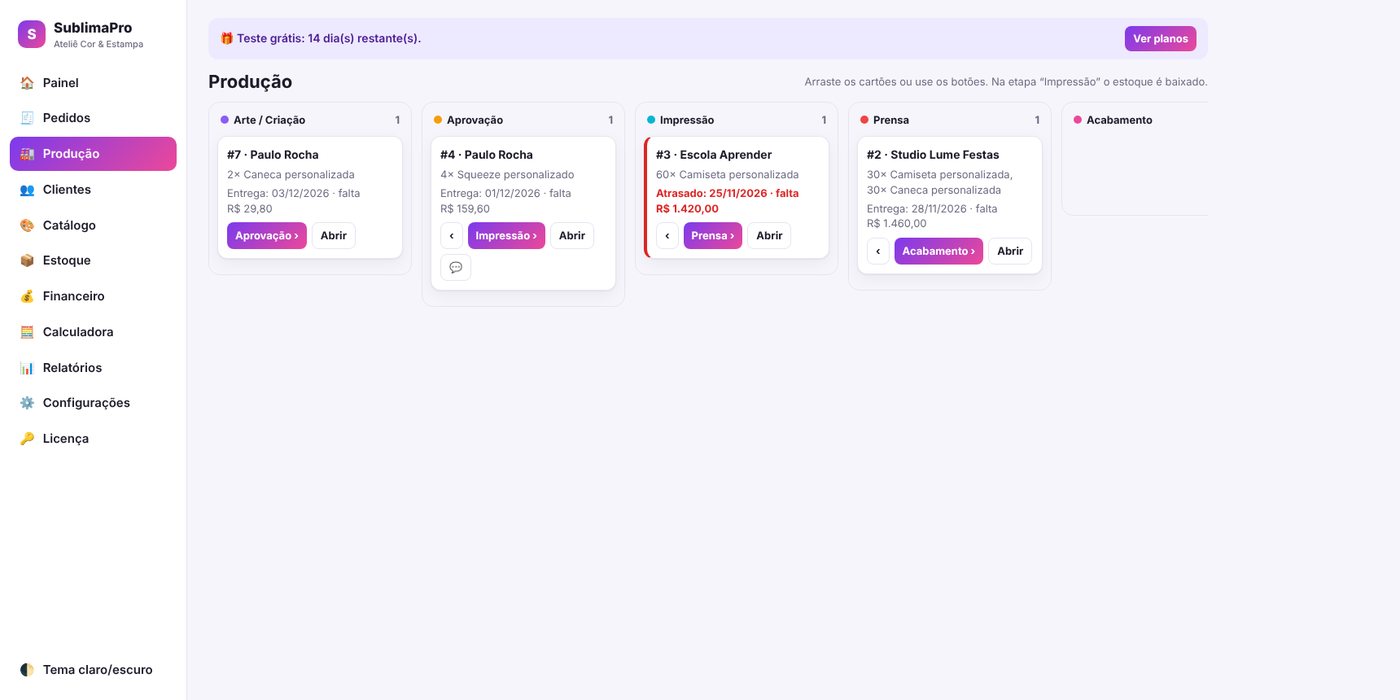 S
SublimaPro
Ateliê Cor & Estampa
Painel
Pedidos
Produção
Clientes
Catálogo
Estoque
Financeiro
Calculadora
Relatórios
Configurações
Licença
Tema claro/escuro
Teste grátis: 14 dia(s) restante(s).
Ver planos
Produção
Arraste os cartões ou use os botões. Na etapa “Impressão” o estoque é baixado.
Arte / Criação 1
#7 · Paulo Rocha
2× Caneca personalizada
Entrega: 03/12/2026 · falta
R$ 29,80
Aprovação › Abrir
Aprovação 1
#4 · Paulo Rocha
4× Squeeze personalizado
Entrega: 01/12/2026 · falta
R$ 159,60
‹ Impressão › Abrir
Impressão 1
#3 · Escola Aprender
60× Camiseta personalizada
Atrasado: 25/11/2026 · falta
R$ 1.420,00
‹ Prensa › Abrir
Prensa 1
#2 · Studio Lume Festas
30× Camiseta personalizada,
30× Caneca personalizada
Entrega: 28/11/2026 · falta
R$ 1.460,00
‹ Acabamento › Abrir
Acabamento